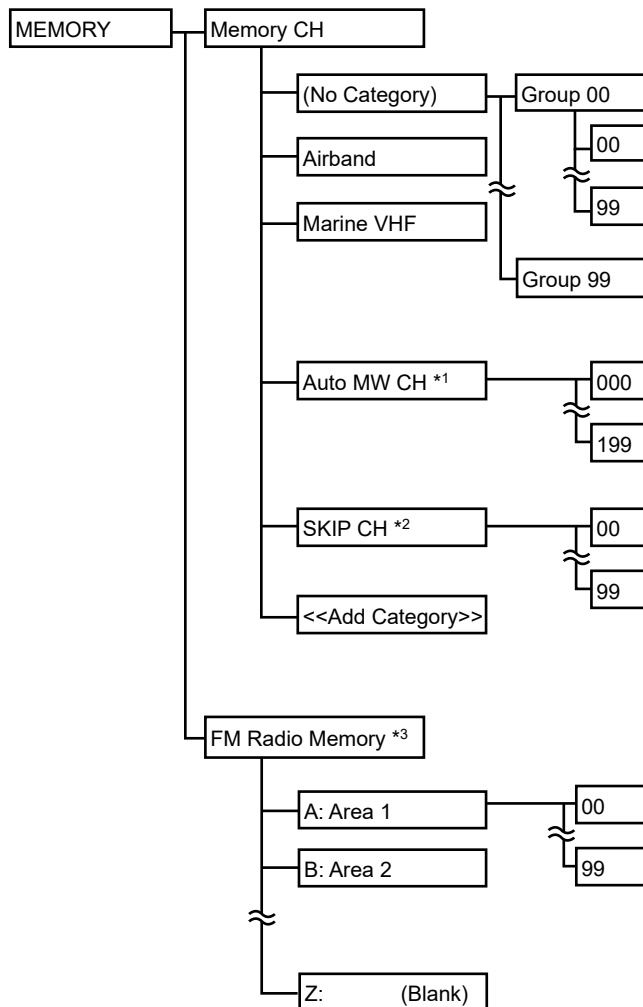 MEMORY
Memory CH
(No Category)
Group 00
00
99
Group 99
Airband
Marine VHF
Auto MW CH *1
000
199
SKIP CH *2
00
99
<<Add Category>>
FM Radio Memory *3
A: Area 1
00
99
B: Area 2
Z: (Blank)